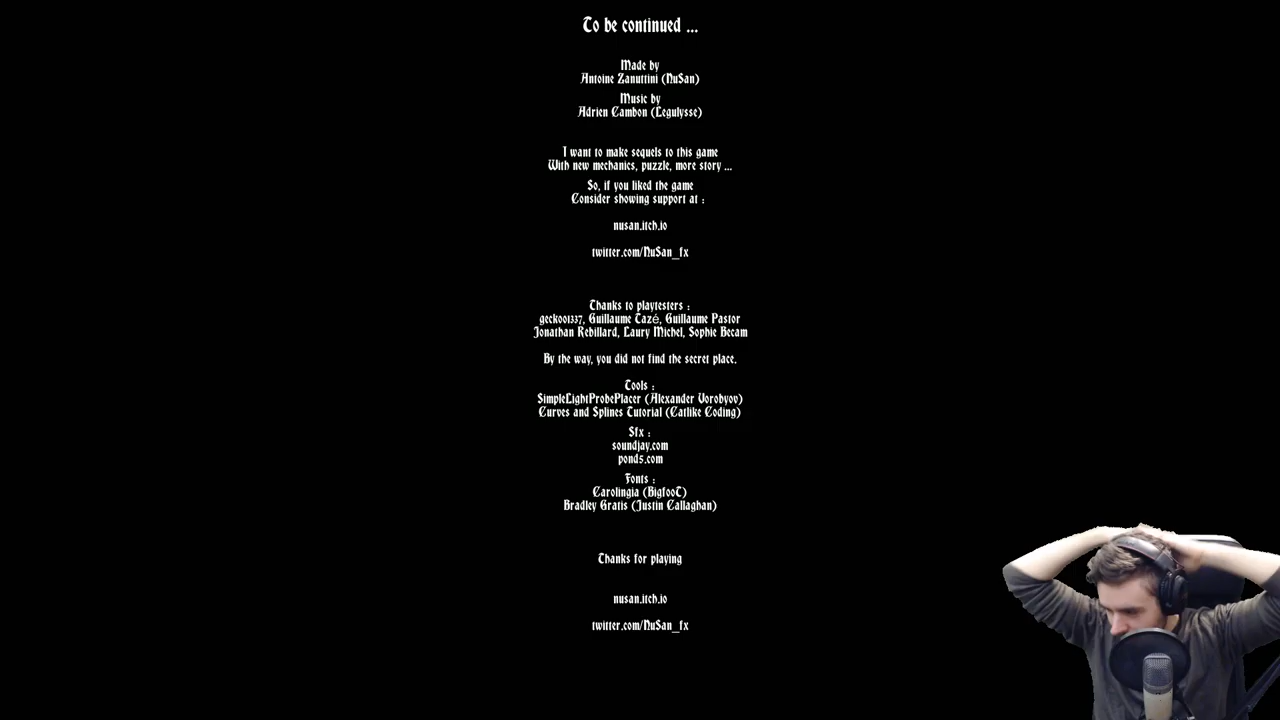 To be continued ...
Made by
Antoine Zanuttini (NuSan)
Music by
Adrien Cambon (Legulysse)
I want to make sequels to this game
With new mechanics, puzzle, more story ...
So, if you liked the game
Consider showing support at :
nusan.itch.io
twitter.com/NuSan_fx
Thanks to playtesters :
gecko01337, Guillaume Tazé, Guillaume Pastor
Jonathan Rebillard, Laury Michel, Sophie Becam
By the way, you did not find the secret place.
Tools :
SimpleLightProbePlacer (Alexander Vorobyov)
Curves and Splines Tutorial (Catlike Coding)
Sfx :
soundjay.com
pond5.com
Fonts :
Carolingia (BigfooT)
Bradley Gratis (Justin Callaghan)
Thanks for playing
nusan.itch.io
twitter.com/NuSan_fx